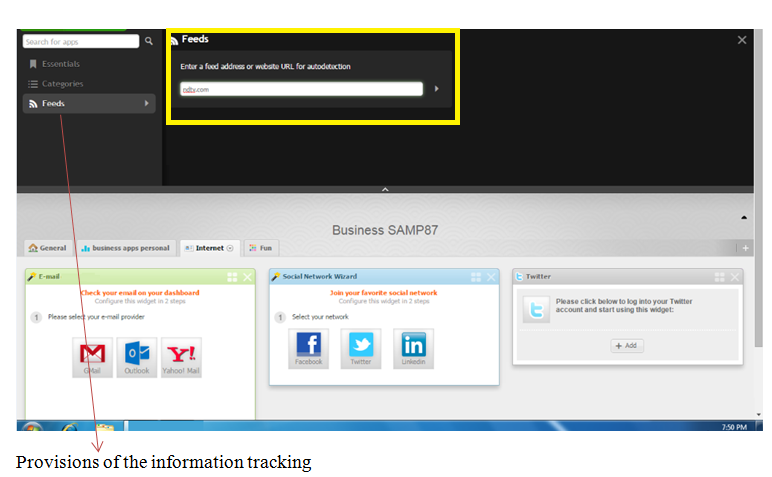 Search for apps
Essentials
Categories
Feeds
Feeds
Enter a feed address or website URL for autodetection
ndtv.com
Business SAMP87
General
business apps personal
Internet
Fun
E-mail
Check your email on your dashboard
Configure this widget in 2 steps
1 Please select your e-mail provider
GMail Outlook Yahoo! Mail
Social Network Wizard
Join your favorite social network
Configure this widget in 2 steps
1 Select your network
Facebook Twitter LinkedIn
Twitter
Please click below to log into your Twitter
account and start using this widget:
+ Add
7:50 PM
Provisions of the information tracking